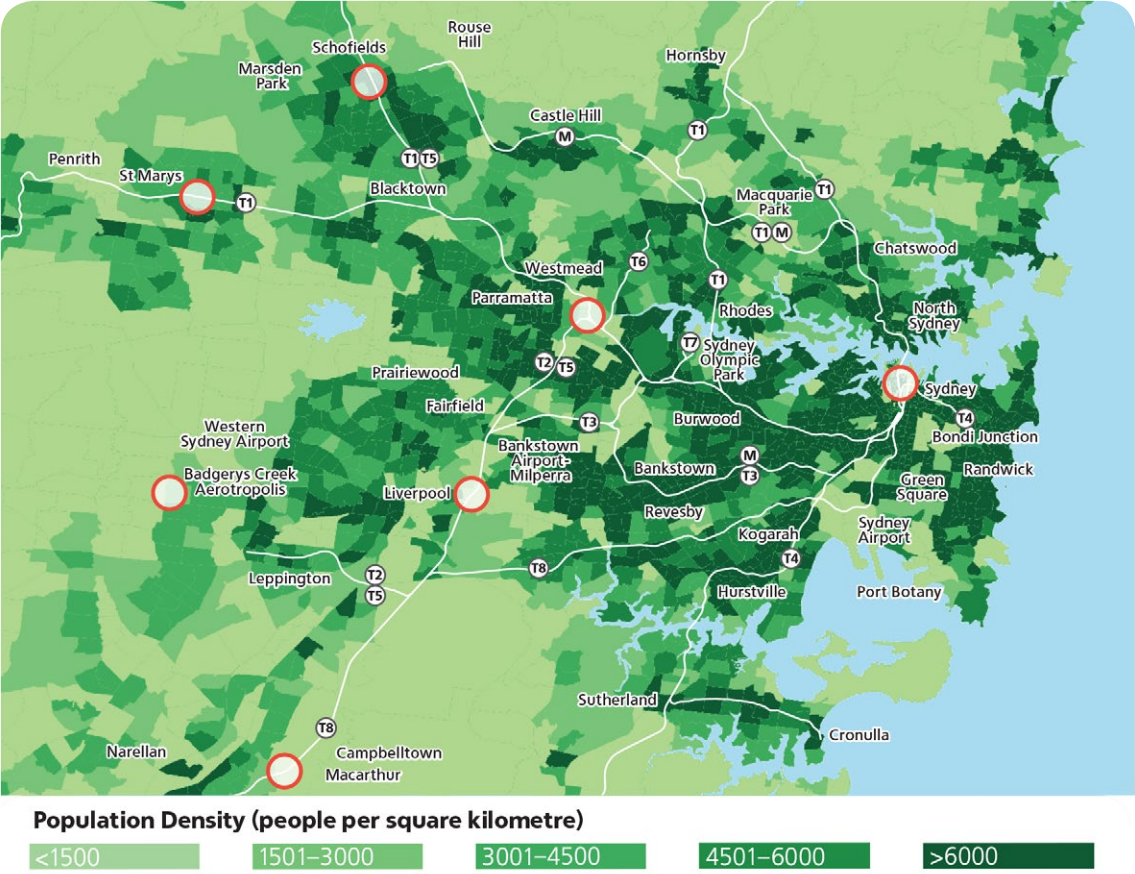 Rouse
Hill
Schofields
Hornsby
Marsden
Park
Castle Hill
M
T1
Penrith
T1
T5
St Marys
Blacktown
T1
Macquarie
Park
T1
T1
M
Chatswood
Westmead
T6
Parramatta
T1
Rhodes
North
Sydney
T7
Sydney
Olympic
Park
T2
T5
Prairiewood
Sydney
Fairfield
T3
Burwood
T4
Bondi Junction
Western
Sydney Airport
Bankstown
Airport-
Milperra
M
T3
Bankstown
Randwick
Badgerys Creek
Aerotropolis
Liverpool
Green
Square
Revesby
Sydney
Airport
Kogarah
T4
T8
Leppington
T2
T5
Hurstville
Port Botany
Sutherland
T8
Cronulla
Narellan
Campbelltown
Macarthur
Population Density (people per square kilometre)
<1500
1501–3000
3001–4500
4501–6000
>6000